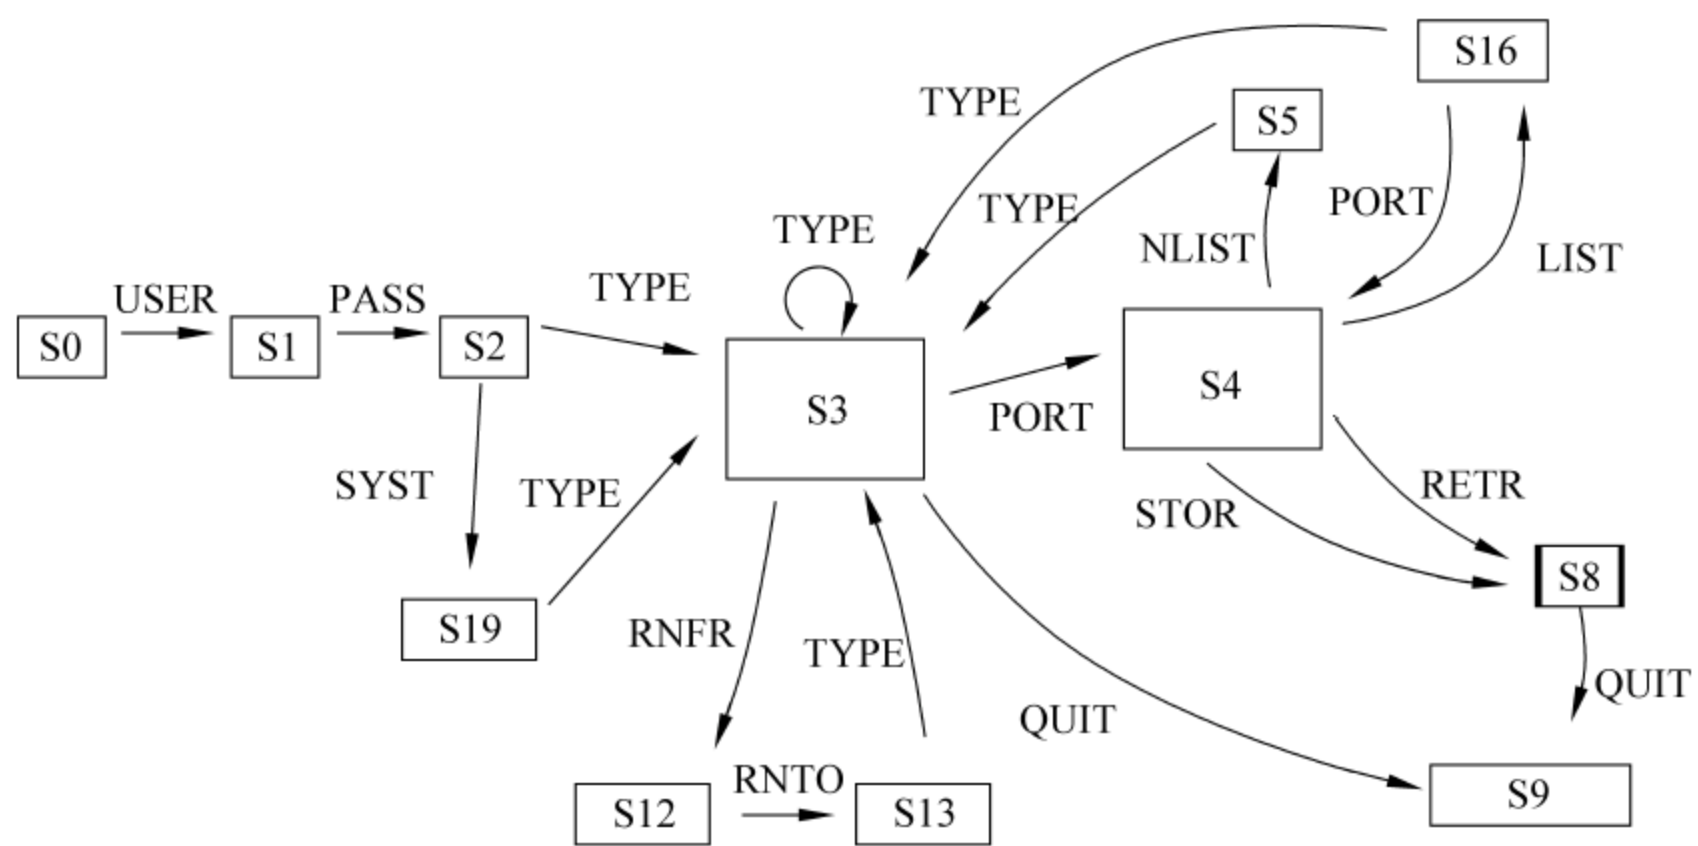 S16
TYPE
S5
TYPE
PORT
TYPE
NLIST
LIST
USER
PASS
TYPE
S0
S1
S2
S3
S4
PORT
SYST
TYPE
STOR
RETR
S8
S19
RNFR
TYPE
QUIT
QUIT
RNTO
S12
S13
S9